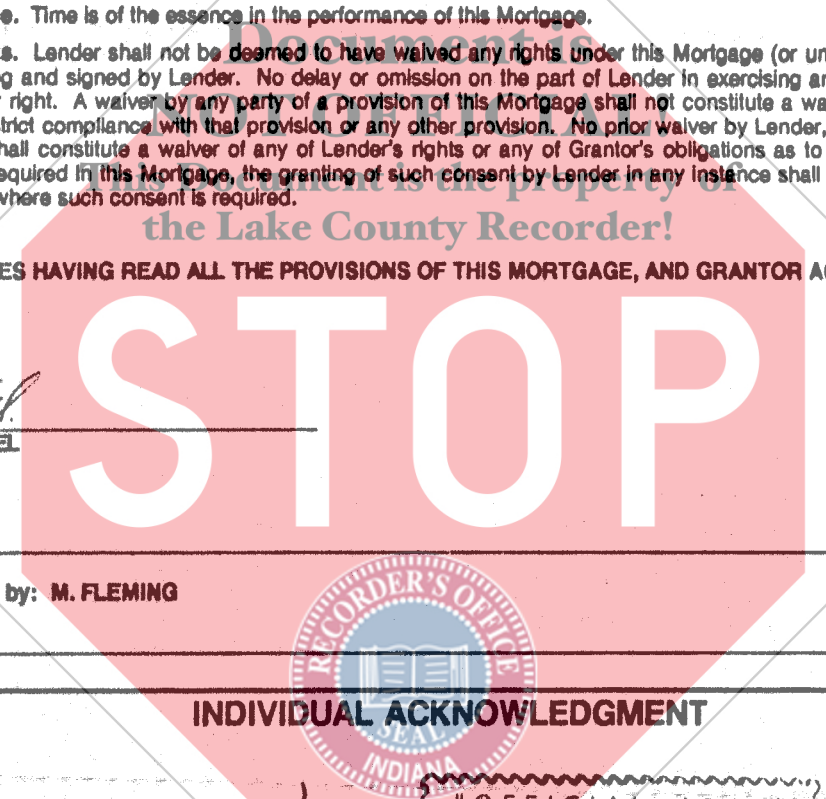 e. Time is of the essence in the performance of this Mortgage.
Document is
s. Lender shall not be deemed to have waived any rights under this Mortgage (or un
g and signed by Lender. No delay or omission on the part of Lender in exercising an
r right. A waiver by any party of a provision of this Mortgage shall not constitute a wa
NOT OFFICIAL!
trict compliance with that provision or any other provision. No prior waiver by Lender,
hall constitute a waiver of any of Lender's rights or any of Grantor's obligations as to
equired in this Mortgage, the granting of such consent by Lender in any instance shall
This Document is the property of
where such consent is required.
the Lake County Recorder!
ES HAVING READ ALL THE PROVISIONS OF THIS MORTGAGE, AND GRANTOR AC
STOP
EL
by: M. FLEMING
RECORDER'S OFFICE
INDIVIDUAL ACKNOWLEDGMENT
SEAL
INDIANA